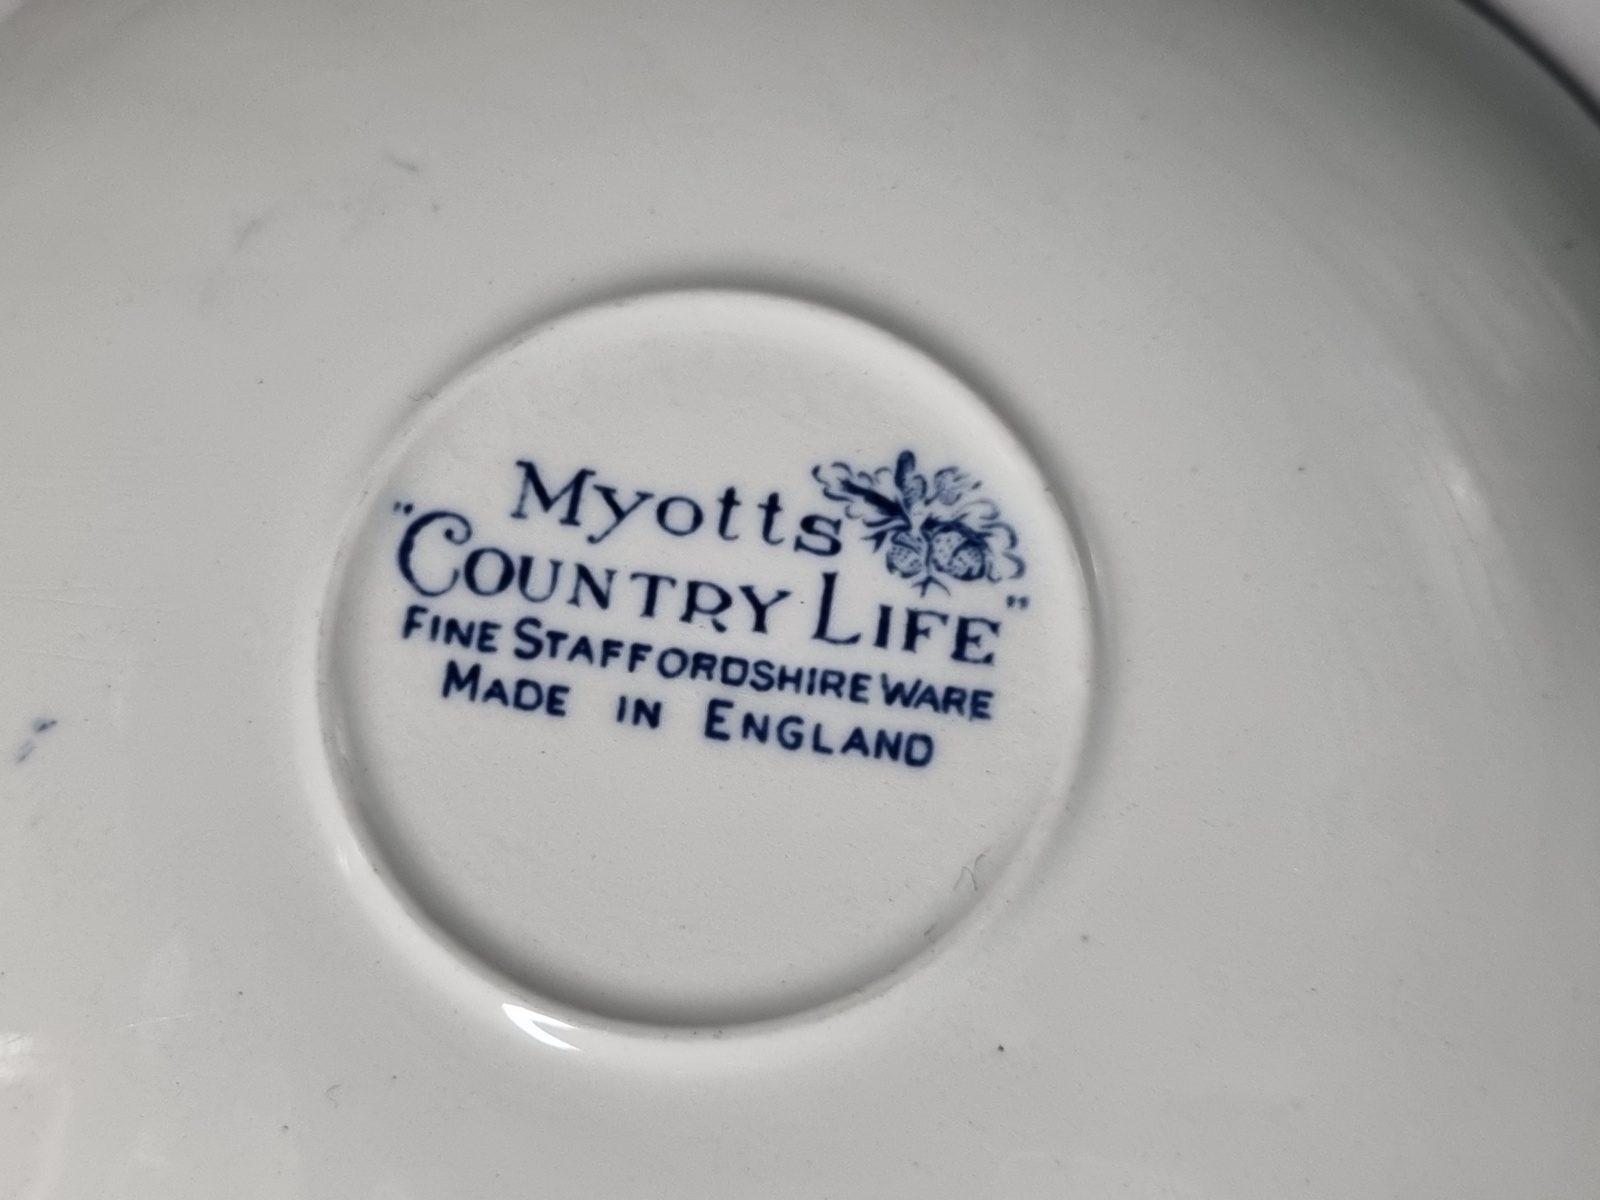 Myotts
"COUNTRY LIFE"
FINE STAFFORDSHIRE WARE
MADE IN ENGLAND